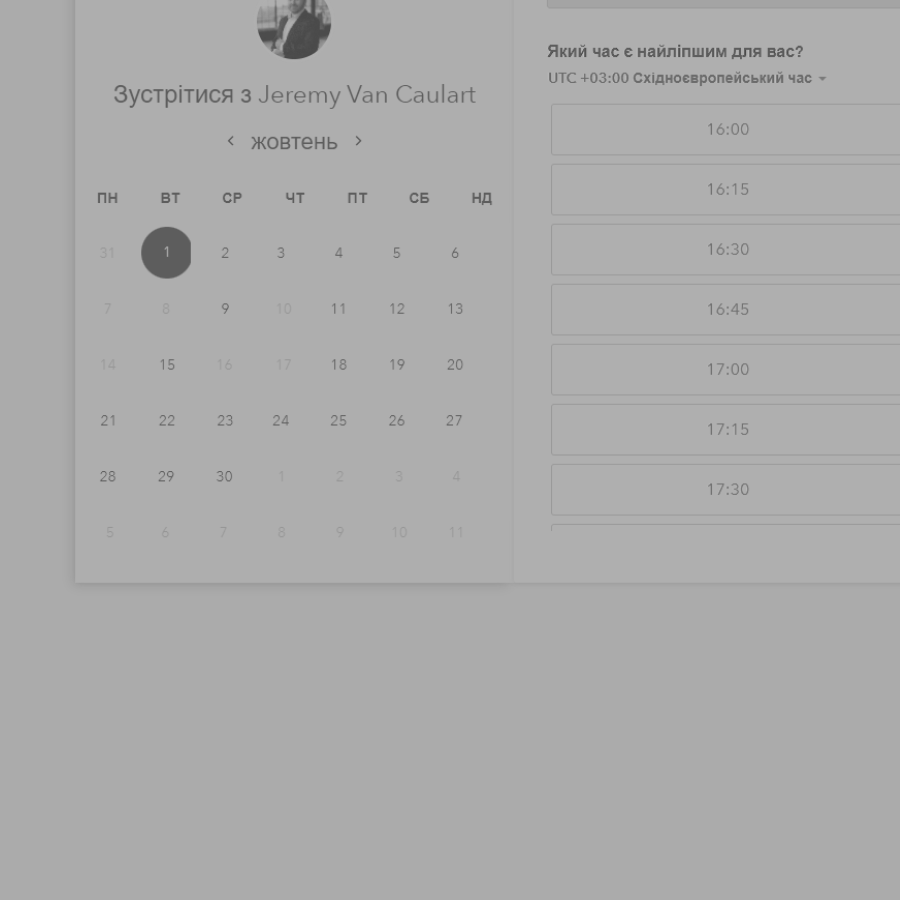 Зустрітися з Jeremy Van Caulart
жовтень
ПН ВТ СР ЧТ ПТ СБ НД
31 1 2 3 4 5 6
7 8 9 10 11 12 13
14 15 16 17 18 19 20
21 22 23 24 25 26 27
28 29 30 1 2 3 4
5 6 7 8 9 10 11
Який час є найліпшим для вас?
UTC +03:00 Східноєвропейський час
16:00
16:15
16:30
16:45
17:00
17:15
17:30